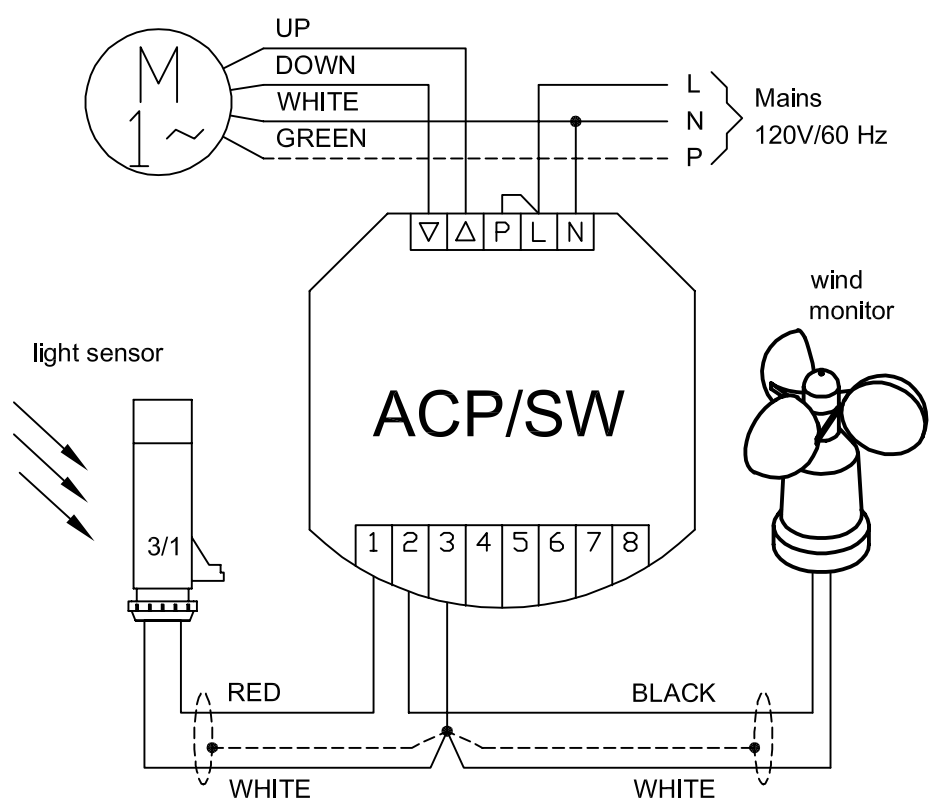 UP
DOWN
WHITE
GREEN
M
1 ~
L
N
P
Mains
120V/60 Hz
▽ △ P L N
wind
monitor
light sensor
ACP/SW
3/1
1 2 3 4 5 6 7 8
RED
BLACK
WHITE
WHITE